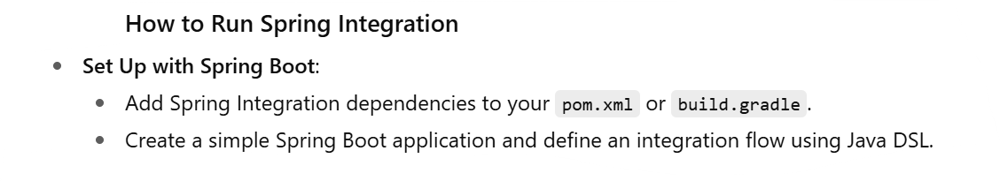 How to Run Spring Integration
Set Up with Spring Boot:
Add Spring Integration dependencies to your pom.xml or build.gradle.
Create a simple Spring Boot application and define an integration flow using Java DSL.